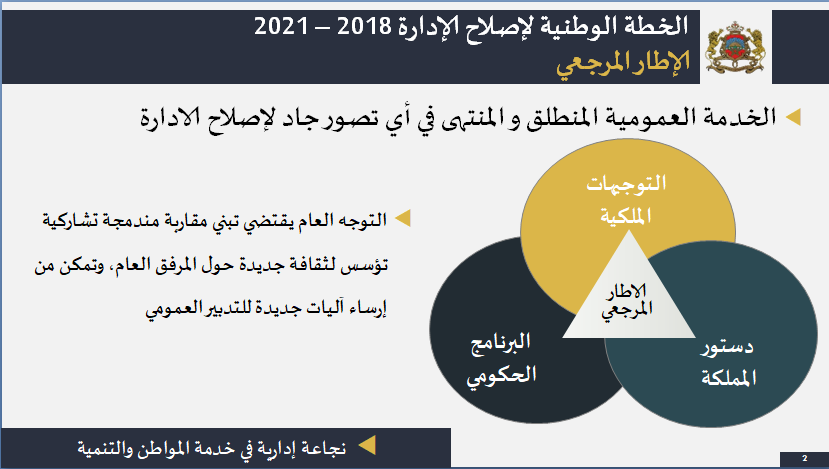 الخطة الوطنية لإصلاح الإدارة 2018 – 2021
الإطار المرجعي
الخدمة العمومية المنطلق و المنتهى في أي تصور جاد لإصلاح الادارة
التوجيهات
الملكية
التوجه العام يقتضي تبني مقاربة مندمجة تشاركية
تؤسس لثقافة جديدة حول المرفق العام، وتمكن من
إرساء آليات جديدة للتدبير العمومي
الاطار
المرجعي
دستور
المملكة
البرنامج
الحكومي
نجاعة إدارية في خدمة المواطن والتنمية
2